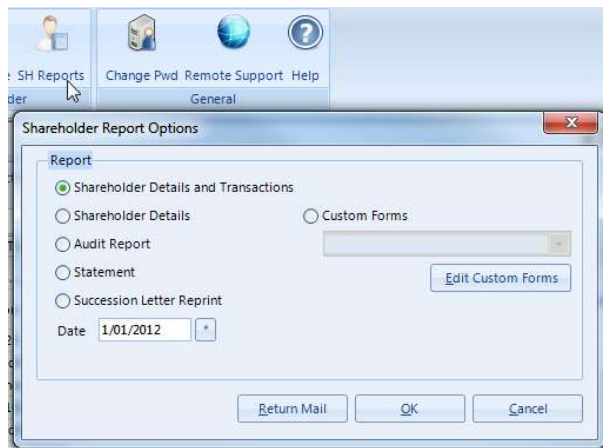 SH Reports
Change Pwd Remote Support Help
der
General
Shareholder Report Options
Report
Shareholder Details and Transactions
Shareholder Details
Custom Forms
Audit Report
Statement
Edit Custom Forms
Succession Letter Reprint
Date 1/01/2012 *
Return Mail OK Cancel